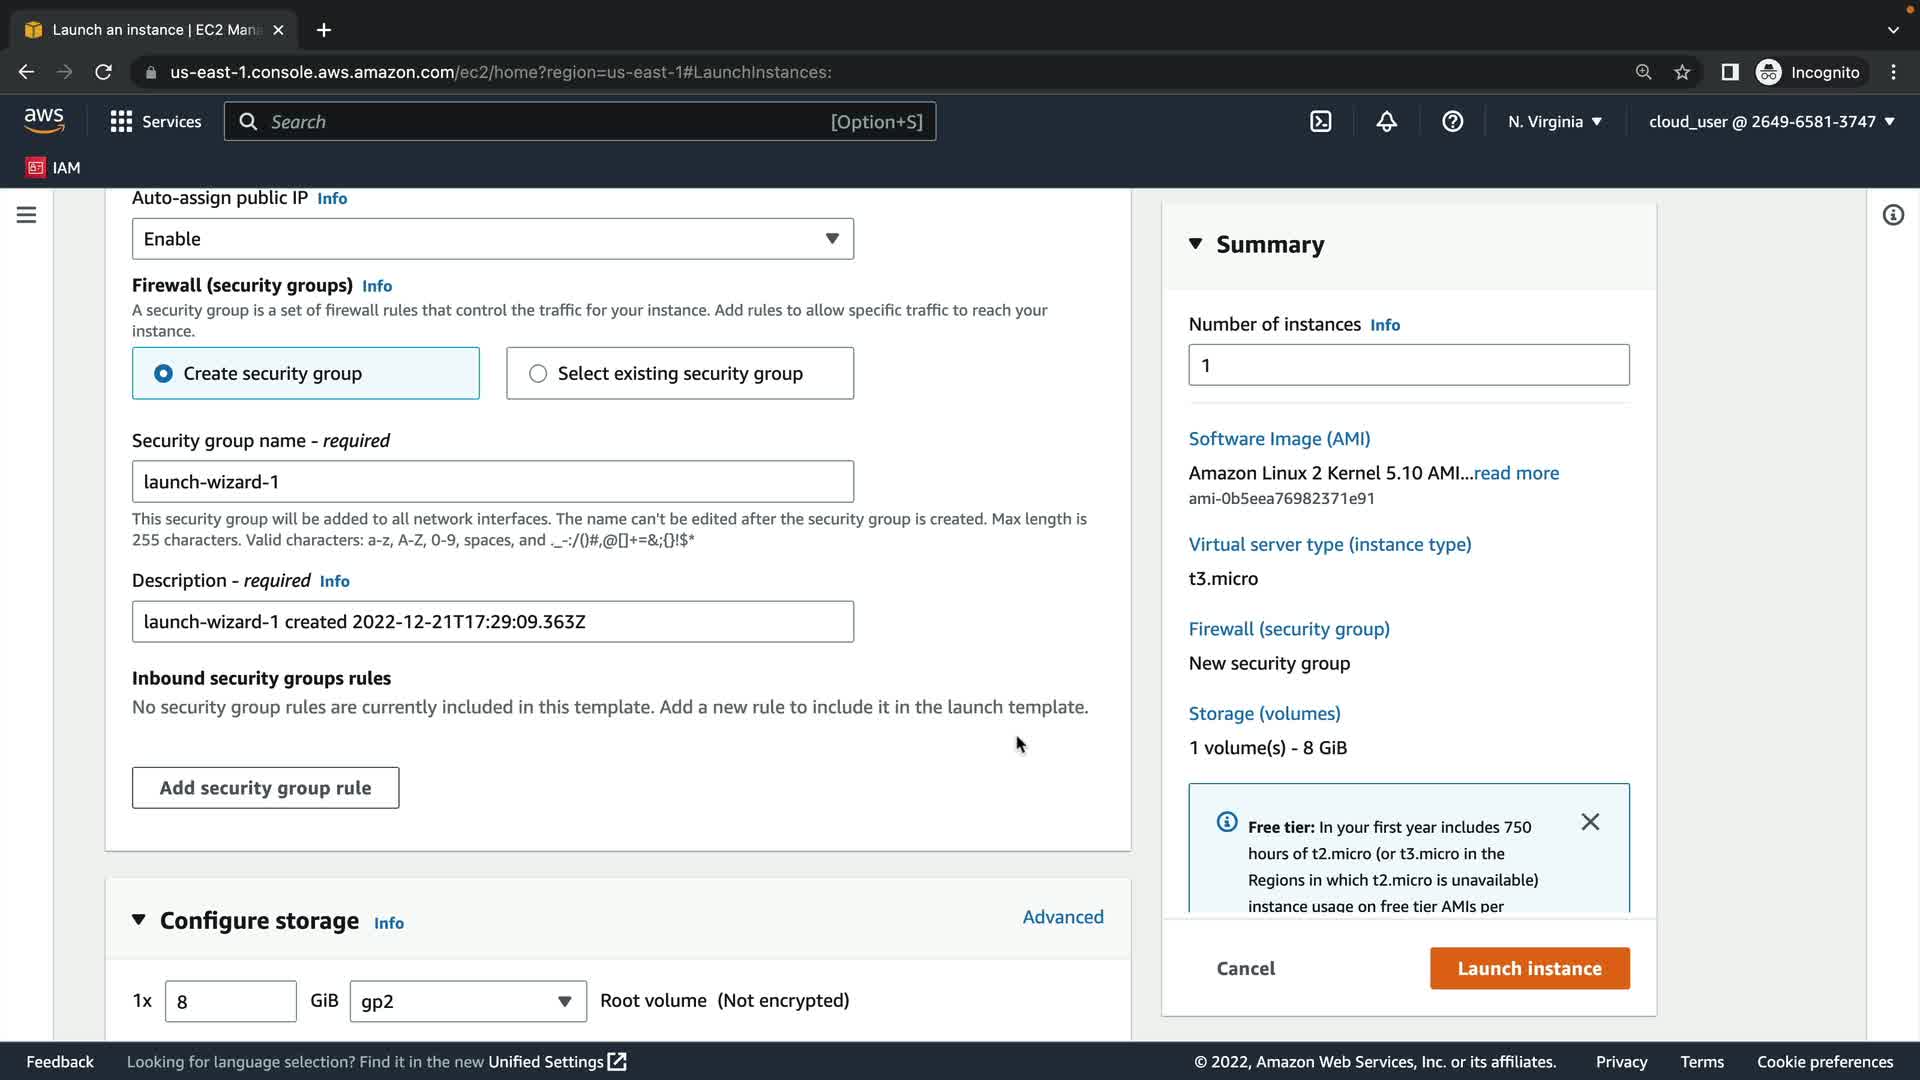 Launch an instance | EC2 Mana
us-east-1.console.aws.amazon.com/ec2/home?region=us-east-1#LaunchInstances:
Incognito
aws
Services
Search
[Option+S]
N. Virginia
cloud_user @ 2649-6581-3747
IAM
Auto-assign public IP Info
Enable
Firewall (security groups) Info
A security group is a set of firewall rules that control the traffic for your instance. Add rules to allow specific traffic to reach your
instance.
Create security group
Select existing security group
Security group name - required
launch-wizard-1
This security group will be added to all network interfaces. The name can't be edited after the security group is created. Max length is
255 characters. Valid characters: a-z, A-Z, 0-9, spaces, and ._-:/()#,@[]+=&;{}!$*
Description - required Info
launch-wizard-1 created 2022-12-21T17:29:09.363Z
Inbound security groups rules
No security group rules are currently included in this template. Add a new rule to include it in the launch template.
Add security group rule
Configure storage Info
Advanced
1x
8
GiB
gp2
Root volume (Not encrypted)
Summary
Number of instances Info
1
Software Image (AMI)
Amazon Linux 2 Kernel 5.10 AMI...read more
ami-0b5eea76982371e91
Virtual server type (instance type)
t3.micro
Firewall (security group)
New security group
Storage (volumes)
1 volume(s) - 8 GiB
Free tier: In your first year includes 750
hours of t2.micro (or t3.micro in the
Regions in which t2.micro is unavailable)
instance usage on free tier AMIs per
Cancel
Launch instance
Feedback
Looking for language selection? Find it in the new Unified Settings
© 2022, Amazon Web Services, Inc. or its affiliates.
Privacy
Terms
Cookie preferences